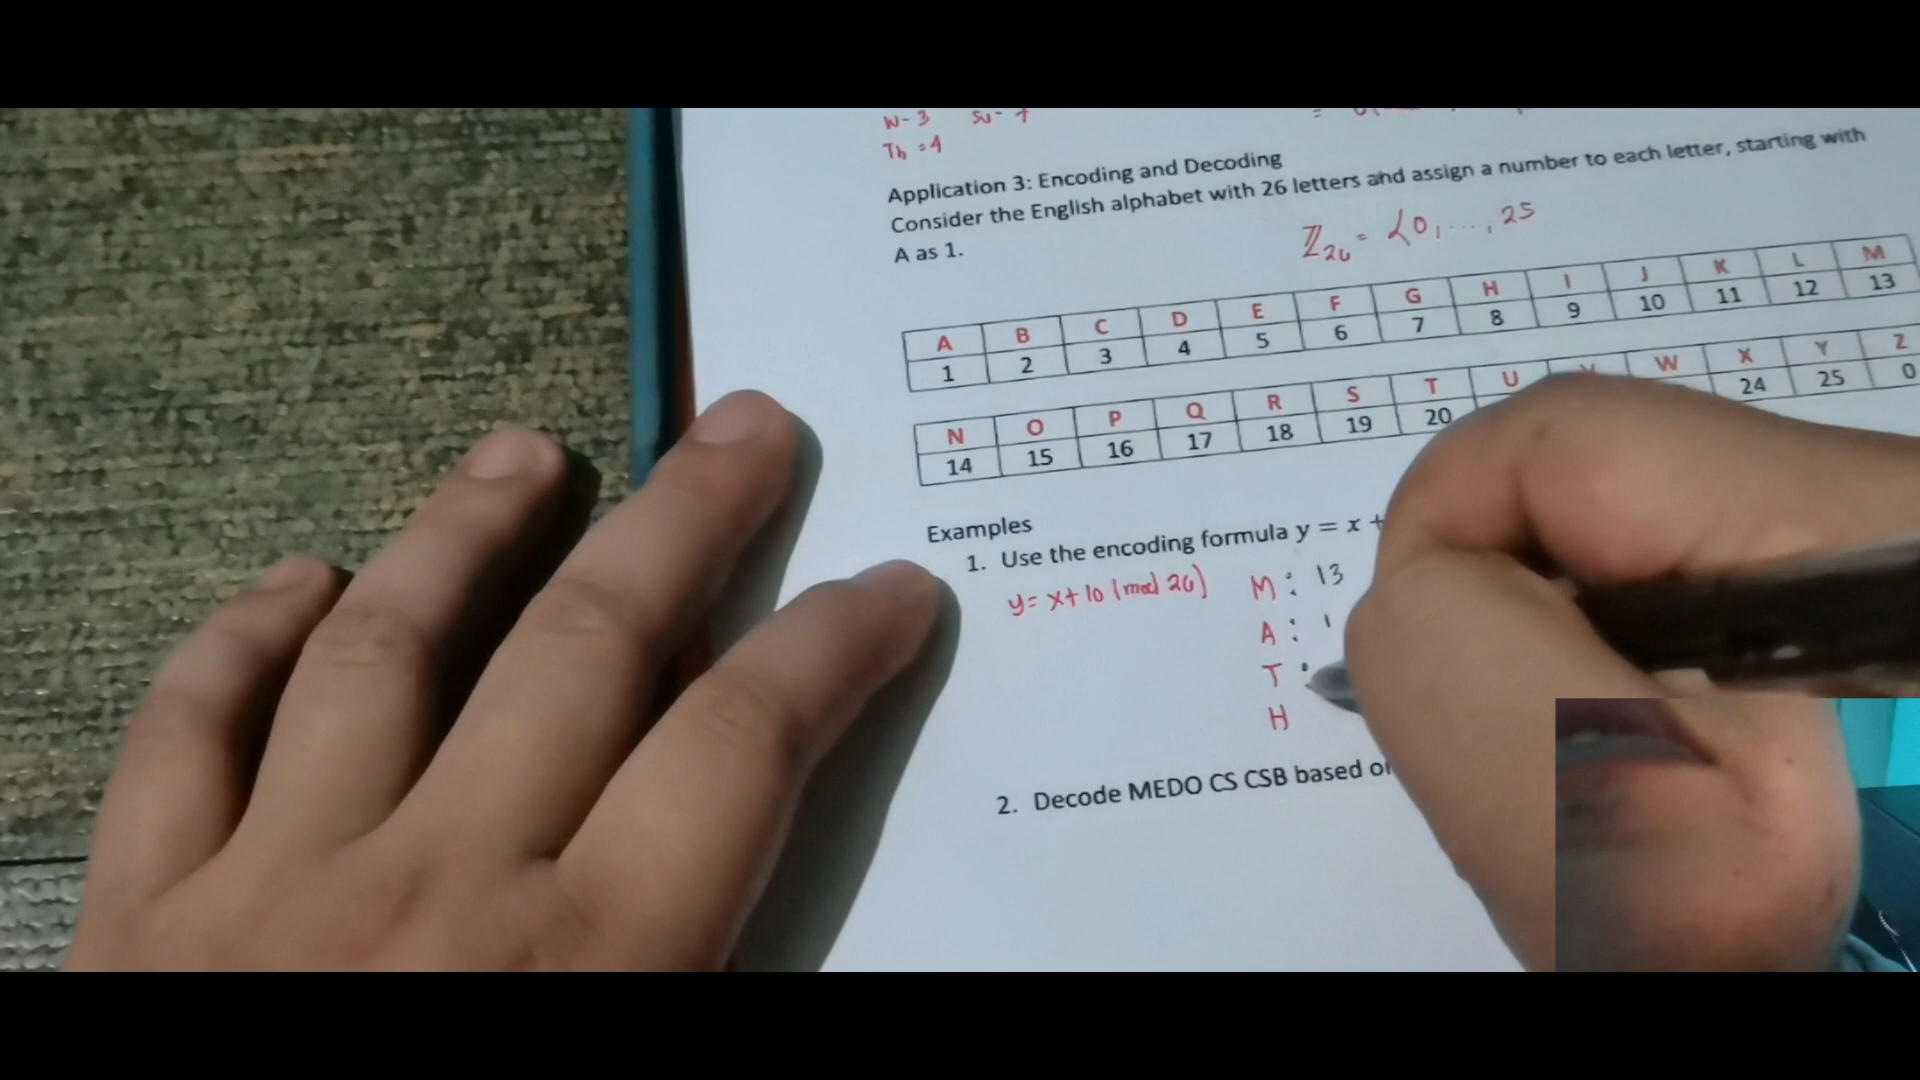 W-3 Su-7
Th =4
Application 3: Encoding and Decoding
Consider the English alphabet with 26 letters and assign a number to each letter, starting with
A as 1.
Z26 = {0, ..., 25
A B C D E F G H I J K L M
1 2 3 4 5 6 7 8 9 10 11 12 13
N O P Q R S T U W X Y Z
14 15 16 17 18 19 20 24 25 0
Examples
1. Use the encoding formula y = x +
y = x + 10 (mod 26) M : 13
A : 1
T :
H
2. Decode MEDO CS CSB based